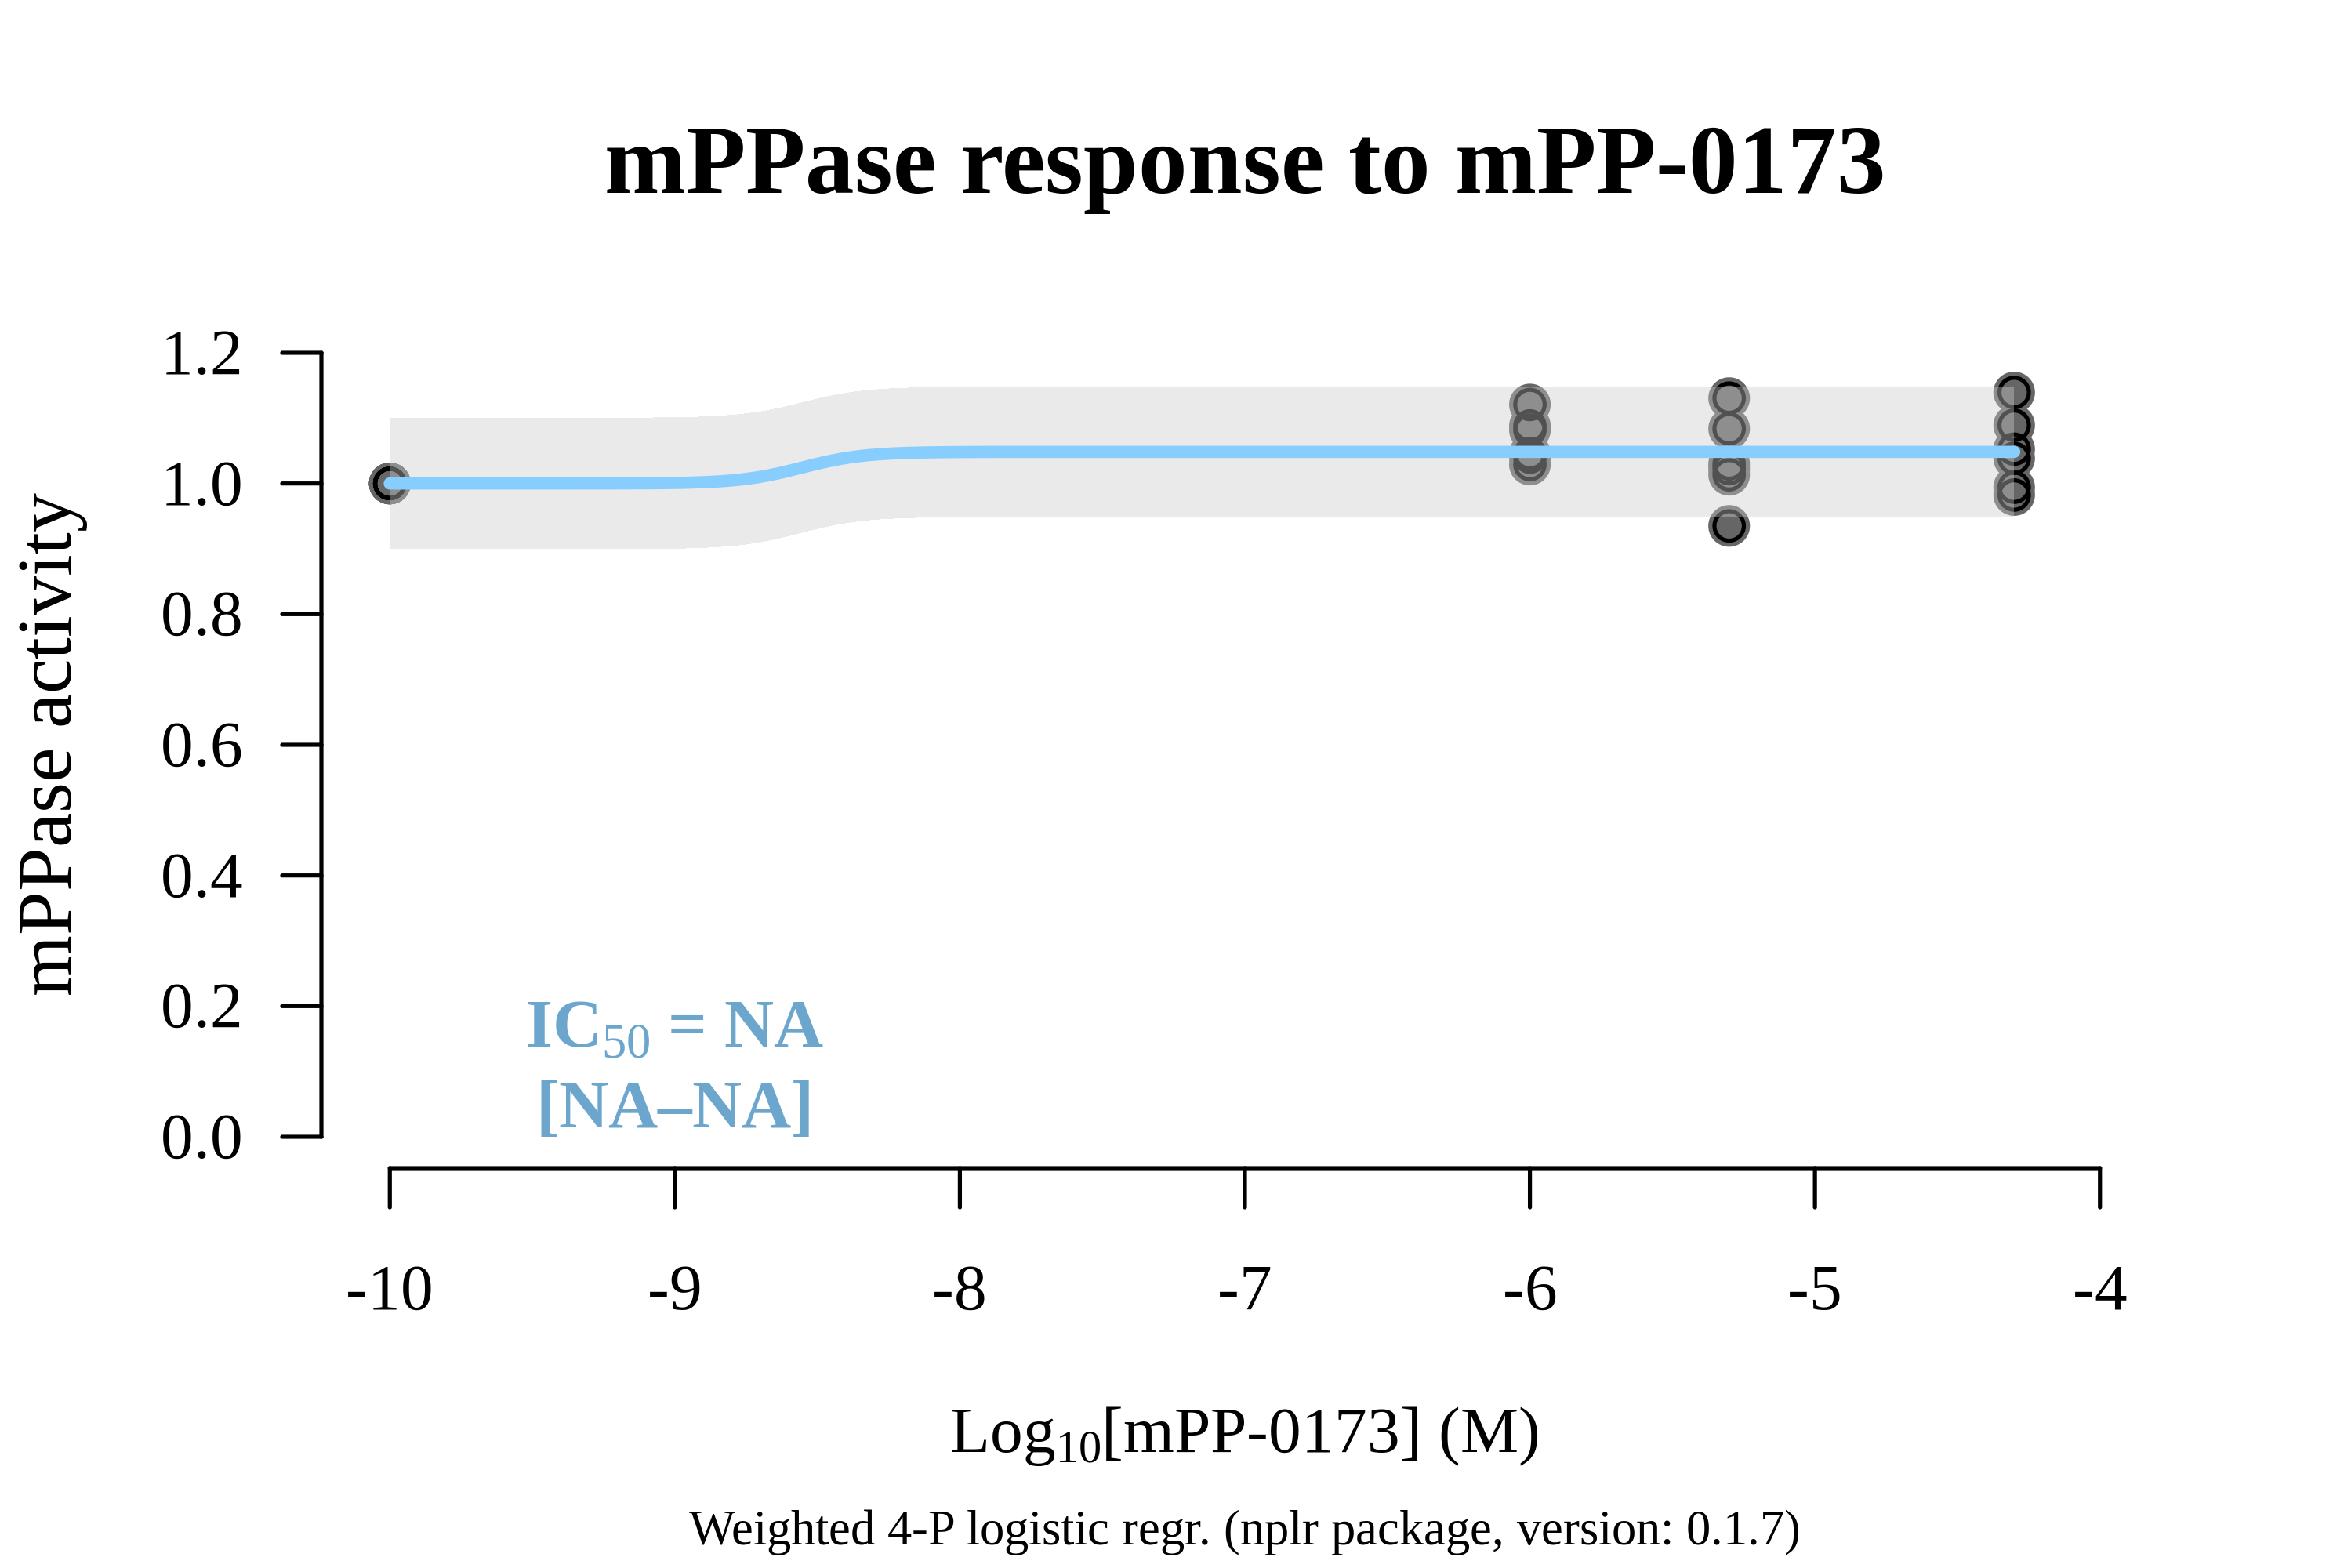 mPPase response to mPP-0173
mPPase activity
1.2
1.0
0.8
0.6
0.4
0.2
0.0
IC50 = NA
[NA–NA]
-10 -9 -8 -7 -6 -5 -4
Log10[mPP-0173] (M)
Weighted 4-P logistic regr. (nplr package, version: 0.1.7)